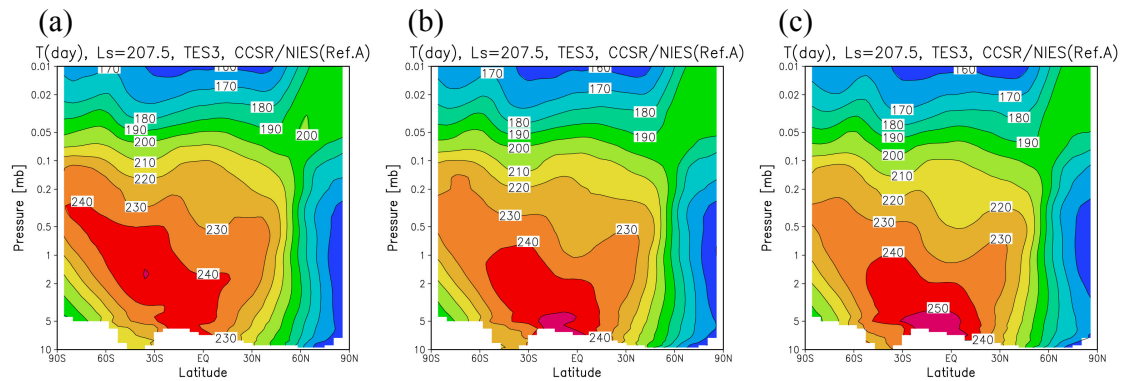 (a) (b) (c)
T(day), Ls=207.5, TES3, CCSR/NIES(Ref.A) T(day), Ls=207.5, TES3, CCSR/NIES(Ref.A) T(day), Ls=207.5, TES3, CCSR/NIES(Ref.A)
0.01 170 160 0.01 170 160 0.01 160
0.02 170 0.02 170 0.02 170
180 180 180 180 180 180
0.05 190 190 200 0.05 190 190 0.05 190 190
200 200 200
0.1 210 0.1 210 0.1 210
0.2 220 0.2 220 0.2 220 220
240 230 230 230 230
0.5 230 0.5 230 0.5 230
1 240 1 240 1 240
2 2 2
5 230 5 240 5 250 240
10 10 10
90S 60S 30S EQ 30N 60N 90N 90S 60S 30S EQ 30N 60N 90N 90S 60S 30S EQ 30N 60N 90N
Latitude Latitude Latitude
Pressure [mb] Pressure [mb] Pressure [mb]